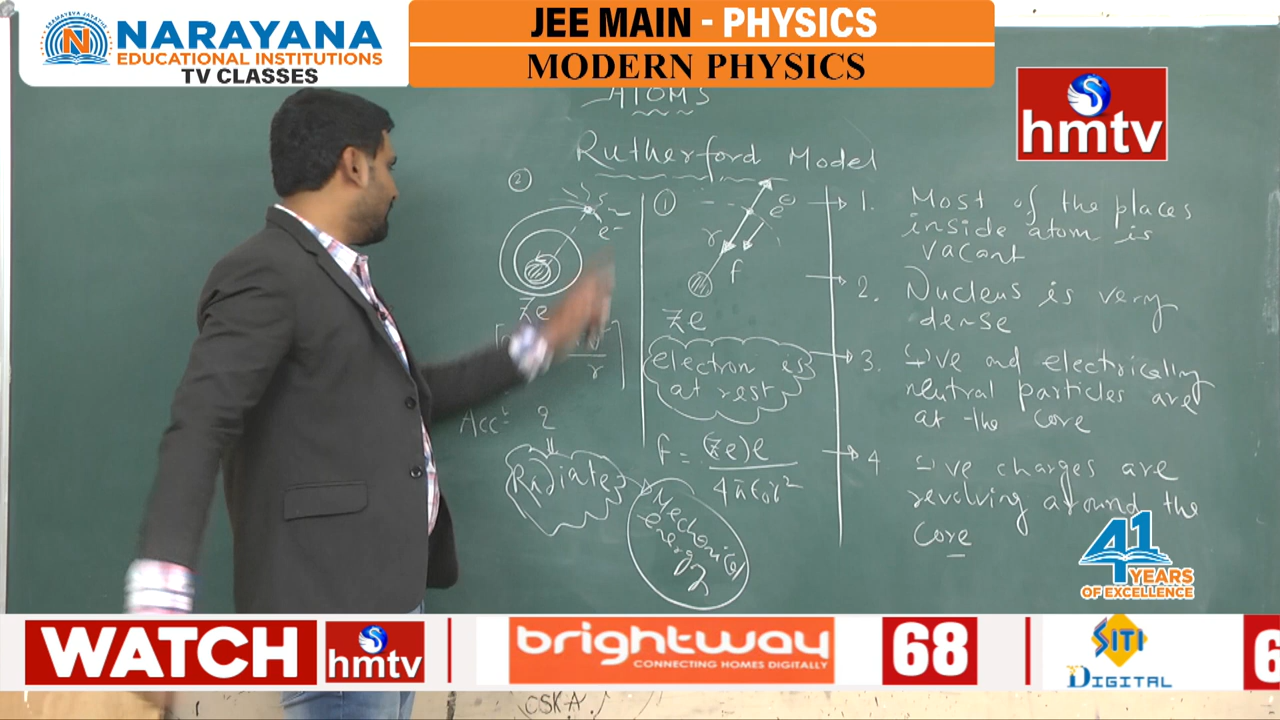 SRAMAYEVA JAYATHE
N
NARAYANA
EDUCATIONAL INSTITUTIONS
TV CLASSES
JEE MAIN - PHYSICS
MODERN PHYSICS
hmtv
ATOMS
Rutherford Model
②
e-
Ze
r
Acc
Radiates
Mechanical
energy
①
e⊖
r
f
Ze
electron is
at rest
f = (Ze)e / 4πε0r²
1. Most of the places
inside atom is
vacant
2. Nucleus is very
dense
3. +ve and electrically
neutral particles are
at the core
4 -ve charges are
revolving around the
core
41
YEARS
OF EXCELLENCE
WATCH
hmtv
brightway
CONNECTING HOMES DIGITALLY
68
SITI
DIGITAL